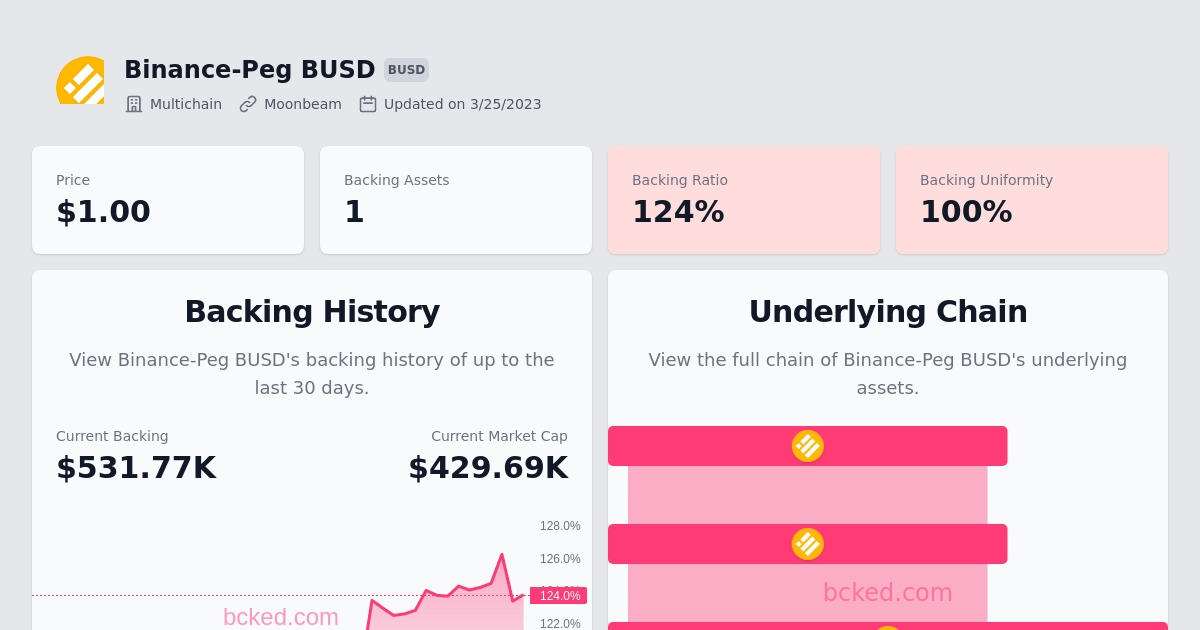 Binance-Peg BUSD BUSD
Multichain Moonbeam Updated on 3/25/2023
Price
$1.00
Backing Assets
1
Backing Ratio
124%
Backing Uniformity
100%
Backing History
View Binance-Peg BUSD's backing history of up to the
last 30 days.
Current Backing
$531.77K
Current Market Cap
$429.69K
128.0%
126.0%
124.0%
122.0%
bcked.com
Underlying Chain
View the full chain of Binance-Peg BUSD's underlying
assets.
bcked.com